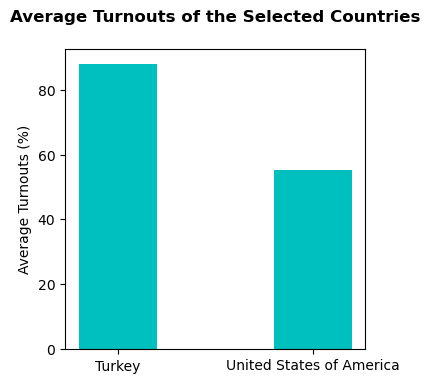 Average Turnouts of the Selected Countries
Average Turnouts (%)
80
60
40
20
0
Turkey
United States of America